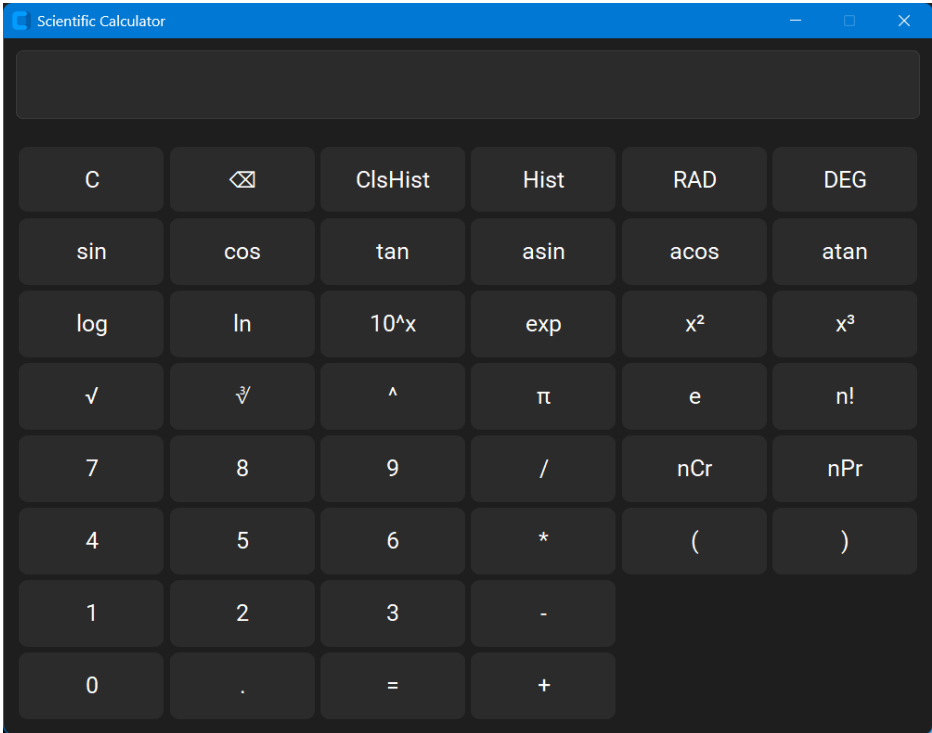 Scientific Calculator
C ⌫ ClsHist Hist RAD DEG
sin cos tan asin acos atan
log ln 10^x exp x² x³
√ ∛ ^ π e n!
7 8 9 / nCr nPr
4 5 6 * ( )
1 2 3 -
0 . = +